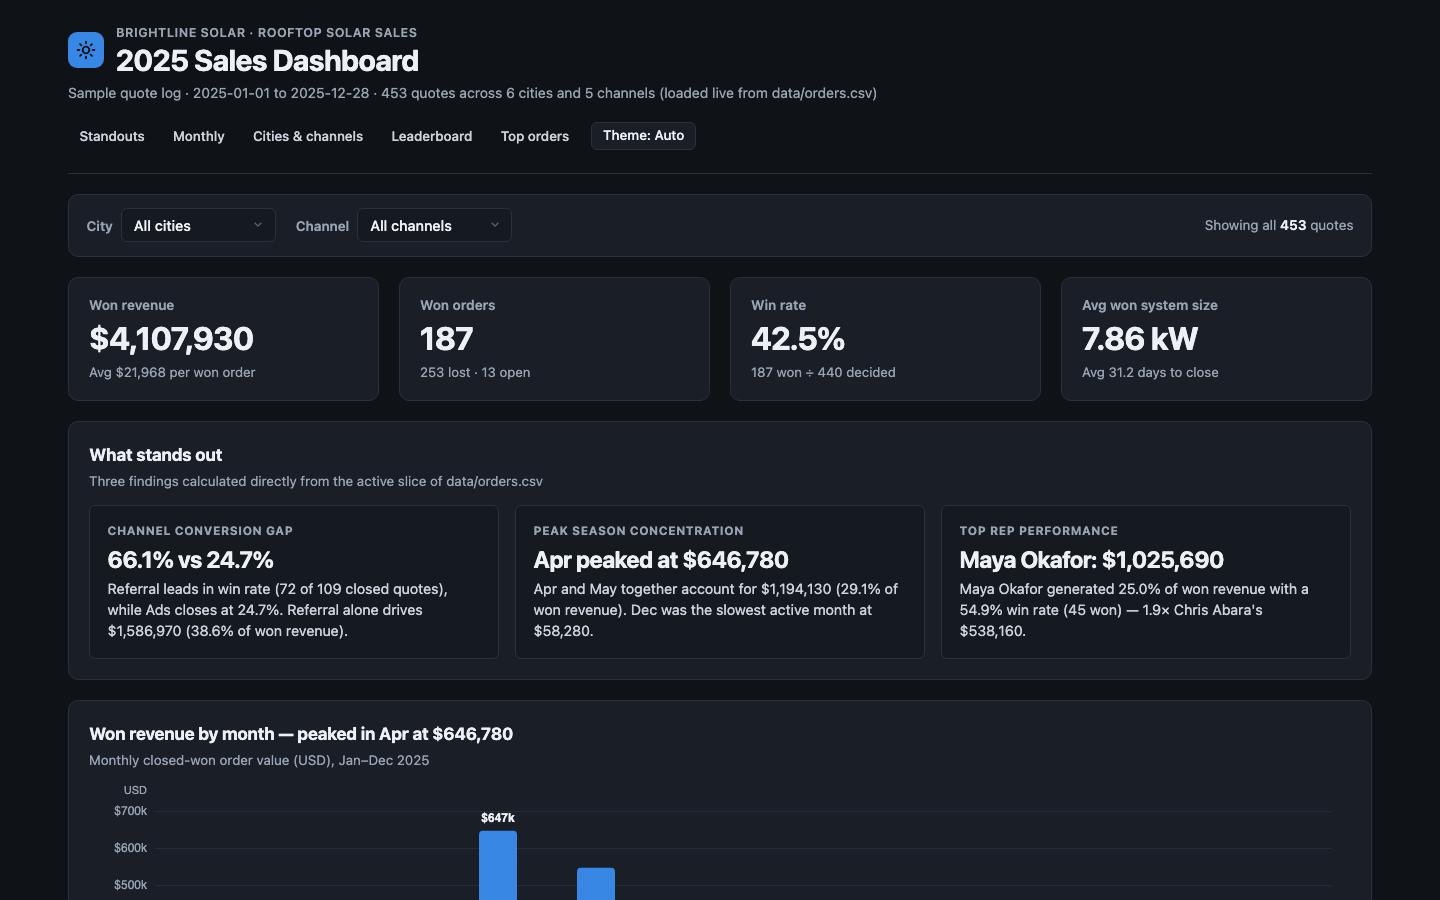 BRIGHTLINE SOLAR · ROOFTOP SOLAR SALES
2025 Sales Dashboard
Sample quote log · 2025-01-01 to 2025-12-28 · 453 quotes across 6 cities and 5 channels (loaded live from data/orders.csv)
Standouts Monthly Cities & channels Leaderboard Top orders Theme: Auto
City All cities Channel All channels Showing all 453 quotes
Won revenue
$4,107,930
Avg $21,968 per won order
Won orders
187
253 lost · 13 open
Win rate
42.5%
187 won ÷ 440 decided
Avg won system size
7.86 kW
Avg 31.2 days to close
What stands out
Three findings calculated directly from the active slice of data/orders.csv
CHANNEL CONVERSION GAP
66.1% vs 24.7%
Referral leads in win rate (72 of 109 closed quotes),
while Ads closes at 24.7%. Referral alone drives
$1,586,970 (38.6% of won revenue).
PEAK SEASON CONCENTRATION
Apr peaked at $646,780
Apr and May together account for $1,194,130 (29.1% of
won revenue). Dec was the slowest active month at
$58,280.
TOP REP PERFORMANCE
Maya Okafor: $1,025,690
Maya Okafor generated 25.0% of won revenue with a
54.9% win rate (45 won) — 1.9× Chris Abara's
$538,160.
Won revenue by month — peaked in Apr at $646,780
Monthly closed-won order value (USD), Jan–Dec 2025
USD
$700k
$647k
$600k
$500k